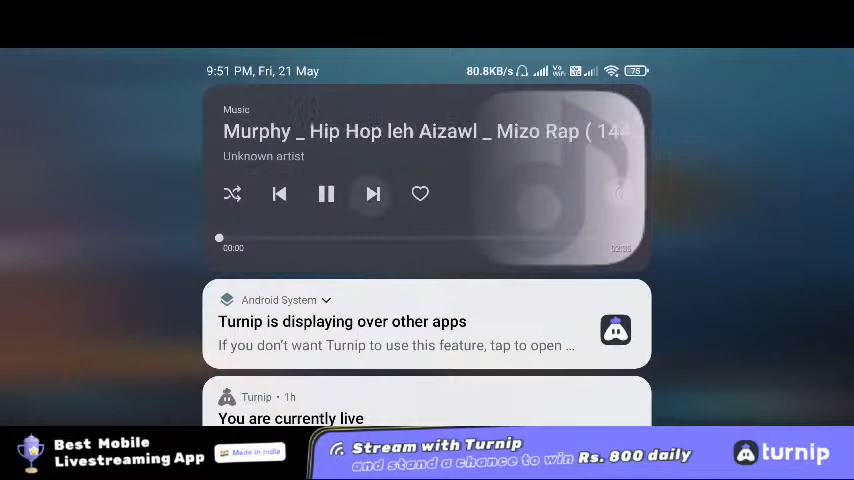 9:51 PM, Fri, 21 May
80.8KB/s 75
Music
Murphy _ Hip Hop leh Aizawl _ Mizo Rap ( 144
Unknown artist
00:00
02:35
Android System
Turnip is displaying over other apps
If you don't want Turnip to use this feature, tap to open ...
Turnip • 1h
You are currently live
Best Mobile
Livestreaming App
Made in India
Stream with Turnip
and stand a chance to win Rs. 800 daily
turnip